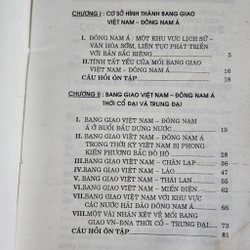 CHƯƠNG I : CƠ SỞ HÌNH THÀNH BANG GIAO
VIỆT NAM – ĐÔNG NAM Á
I. ĐÔNG NAM Á : MỘT KHU VỰC LỊCH SỬ –
VĂN HÓA SỚM, LIÊN TỤC PHÁT TRIỂN
VỚI BẢN SẮC RIÊNG
II. TÍNH TẤT YẾU CỦA MỐI BANG GIAO
VIỆT NAM – ĐÔNG NAM Á 16
CÂU HỎI ÔN TẬP 18
CHƯƠNG II : BANG GIAO VIỆT NAM – ĐÔNG NAM Á
THỜI CỔ ĐẠI VÀ TRUNG ĐẠI
I. BANG GIAO VIỆT NAM – ĐÔNG NAM
Á Ở BUỔI ĐẦU DỰNG NƯỚC 19
II. BANG GIAO VIỆT NAM – ĐÔNG NAM Á
TRONG THỜI KỲ VIỆT NAM BỊ PHONG
KIẾN PHƯƠNG BẮC ĐÔ HỘ
III. BANG GIAO VIỆT NAM – CHÂN LẠP
IV. BANG GIAO VIỆT NAM – LÀO
V. BANG GIAO VIỆT NAM – THÁI LAN
VI. BANG GIAO VIỆT NAM – MIẾN ĐIỆN
VII. BANG GIAO VIỆT NAM VỚI KHU VỰC
CÁC NƯỚC HẢI ĐẢO ĐÔNG NAM Á
VIII. MỘT VÀI NHẬN XÉT VỀ MỐI BANG
GIAO VN–ĐNA THỜI CỔ – TRUNG ĐẠI 73
CÂU HỎI ÔN TẬP 81